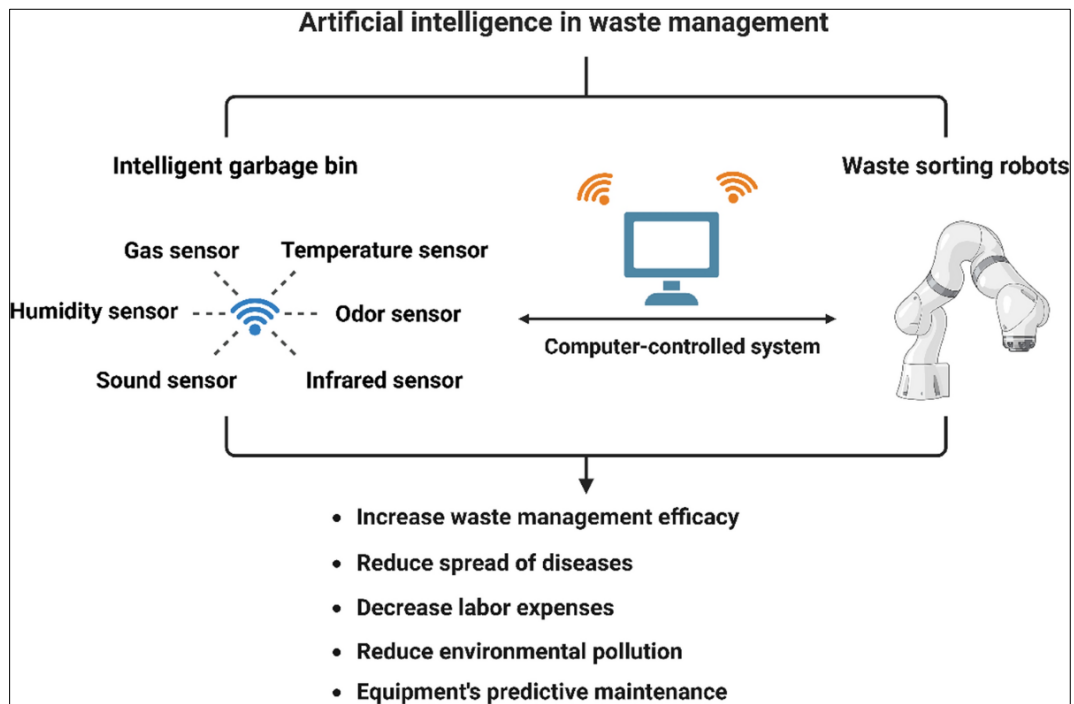 Artificial intelligence in waste management
Intelligent garbage bin
Waste sorting robots
Gas sensor
Temperature sensor
Humidity sensor
Odor sensor
Sound sensor
Infrared sensor
Computer-controlled system
• Increase waste management efficacy
• Reduce spread of diseases
• Decrease labor expenses
• Reduce environmental pollution
• Equipment's predictive maintenance